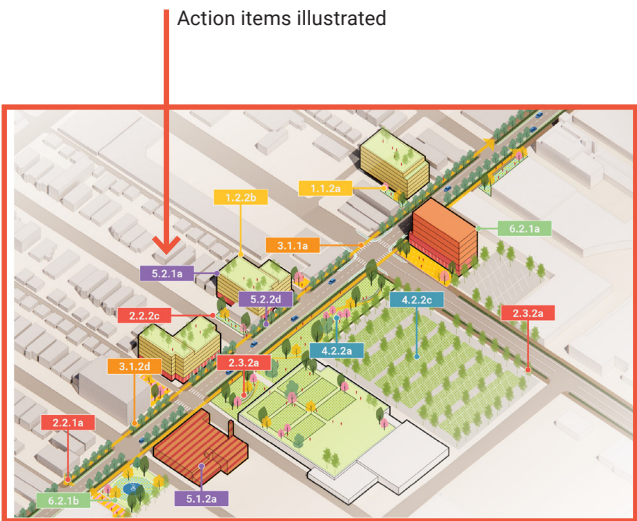 Action items illustrated
1.1.2a
1.2.2b
6.2.1a
3.1.1a
5.2.1a
5.2.2d
4.2.2c
2.2.2c
2.3.2a
4.2.2a
2.3.2a
3.1.2d
2.2.1a
6.2.1b
5.1.2a